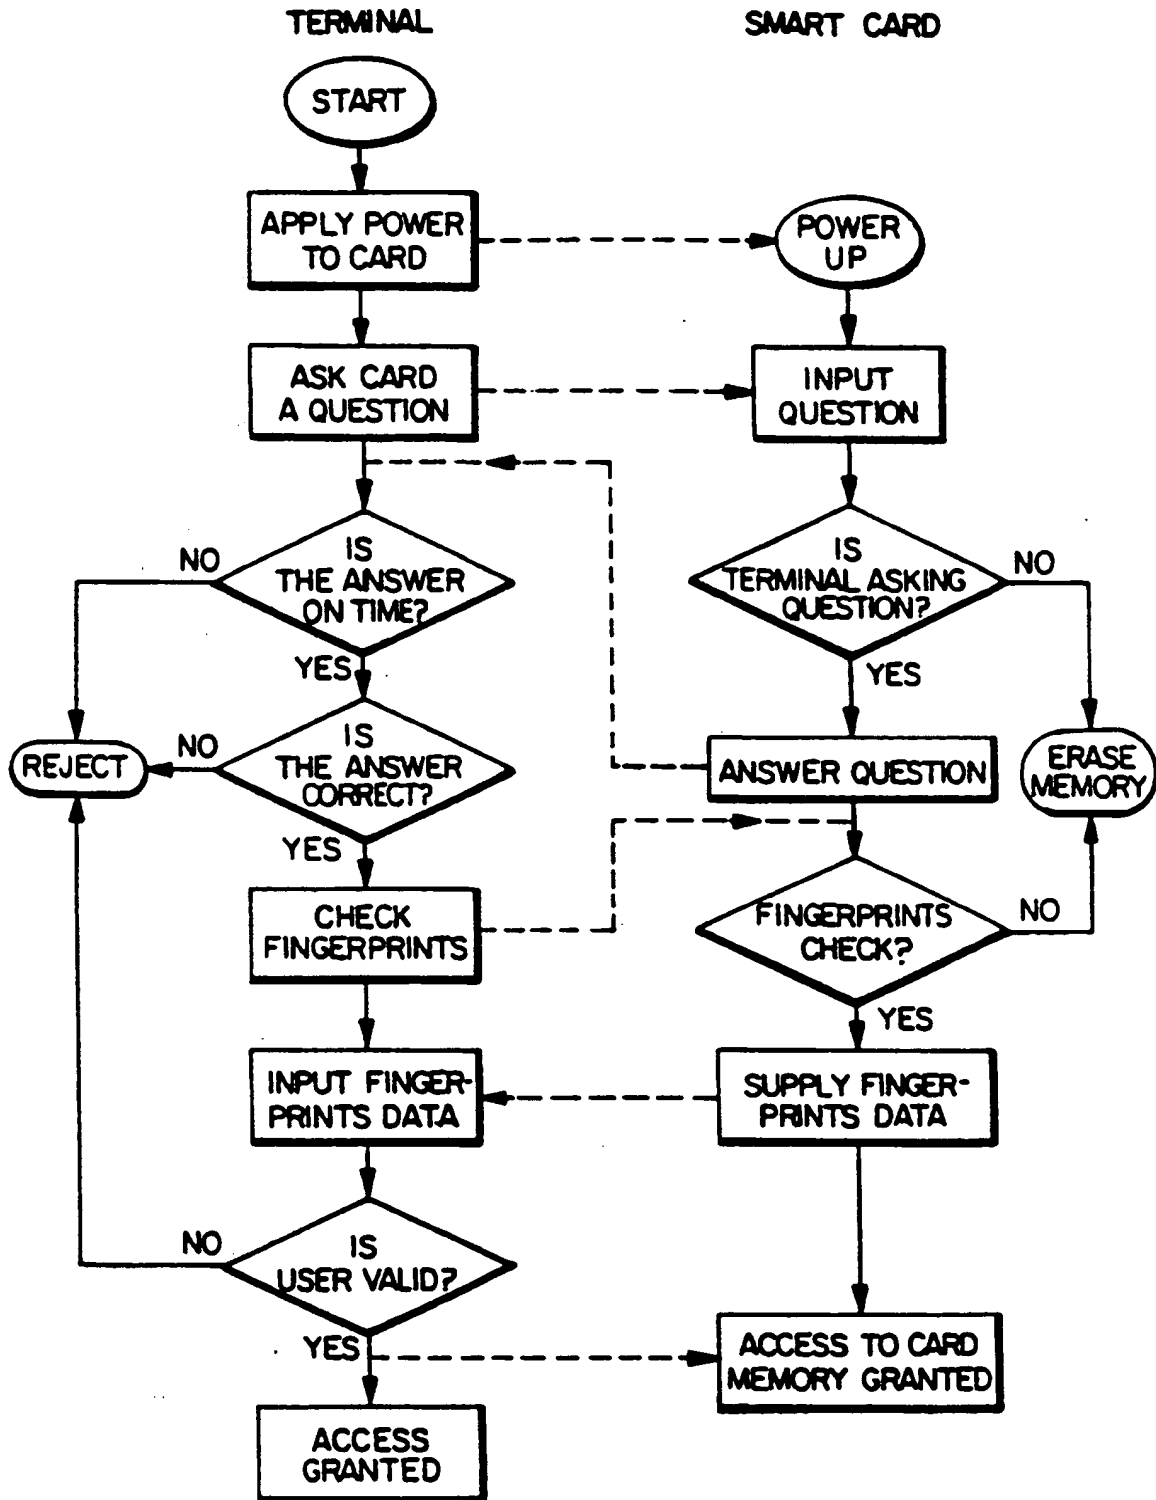 TERMINAL
SMART CARD
START
APPLY POWER
TO CARD
POWER
UP
ASK CARD
A QUESTION
INPUT
QUESTION
IS
THE ANSWER
ON TIME?
NO
YES
IS
TERMINAL ASKING
QUESTION?
NO
YES
REJECT
NO
IS
THE ANSWER
CORRECT?
YES
ANSWER QUESTION
ERASE
MEMORY
CHECK
FINGERPRINTS
FINGERPRINTS
CHECK?
NO
YES
INPUT FINGER-
PRINTS DATA
SUPPLY FINGER-
PRINTS DATA
NO
IS
USER VALID?
YES
ACCESS TO CARD
MEMORY GRANTED
ACCESS
GRANTED